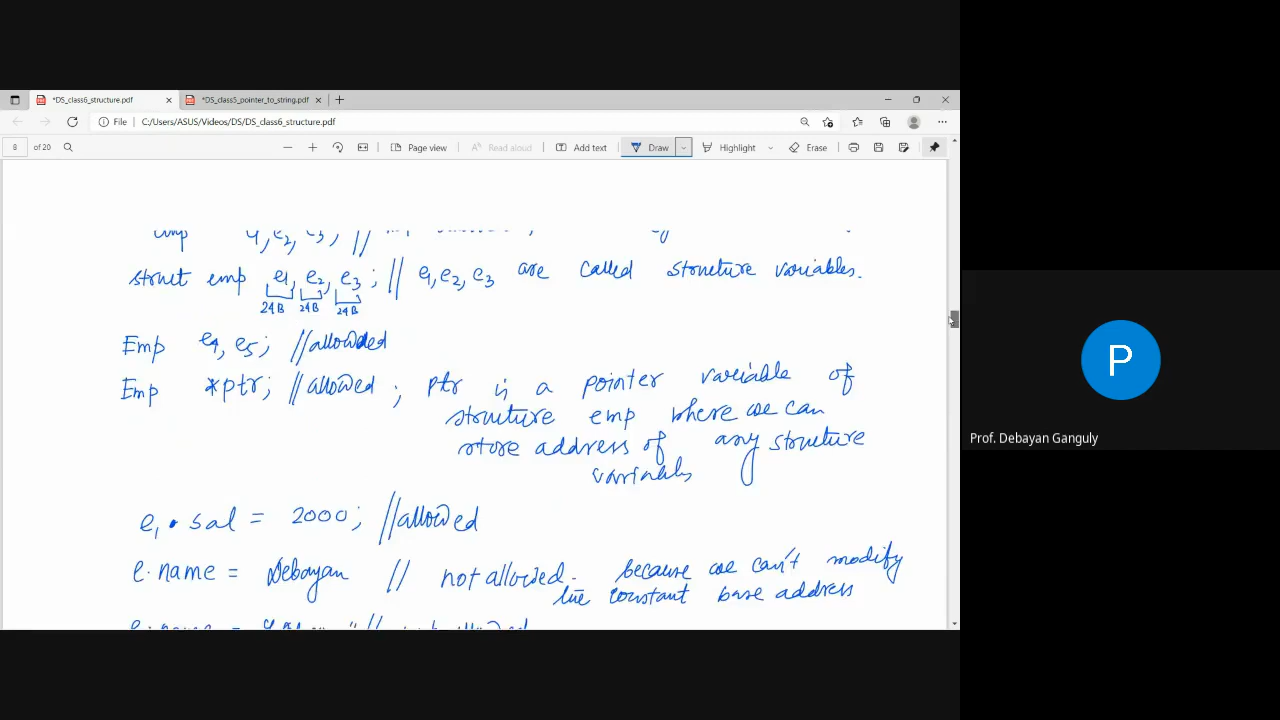 *DS_class6_structure.pdf
*DS_class5_pointer_to_string.pdf
File C:/Users/ASUS/Videos/DS/DS_class6_structure.pdf
8 of 20 Page view Read aloud Add text Draw Highlight Erase
struct emp e1, e2, e3; // e1, e2, e3 are called structure variables.
24B 24B 24B
Emp e4, e5; // allowded
Emp *ptr; // allowed ; ptr is a pointer variable of
structure emp where we can
store address of any structure
variables
e1.sal = 2000; // allowed
e.name = Debayan // not allowed. because we can't modify
the constant base address
P
Prof. Debayan Ganguly